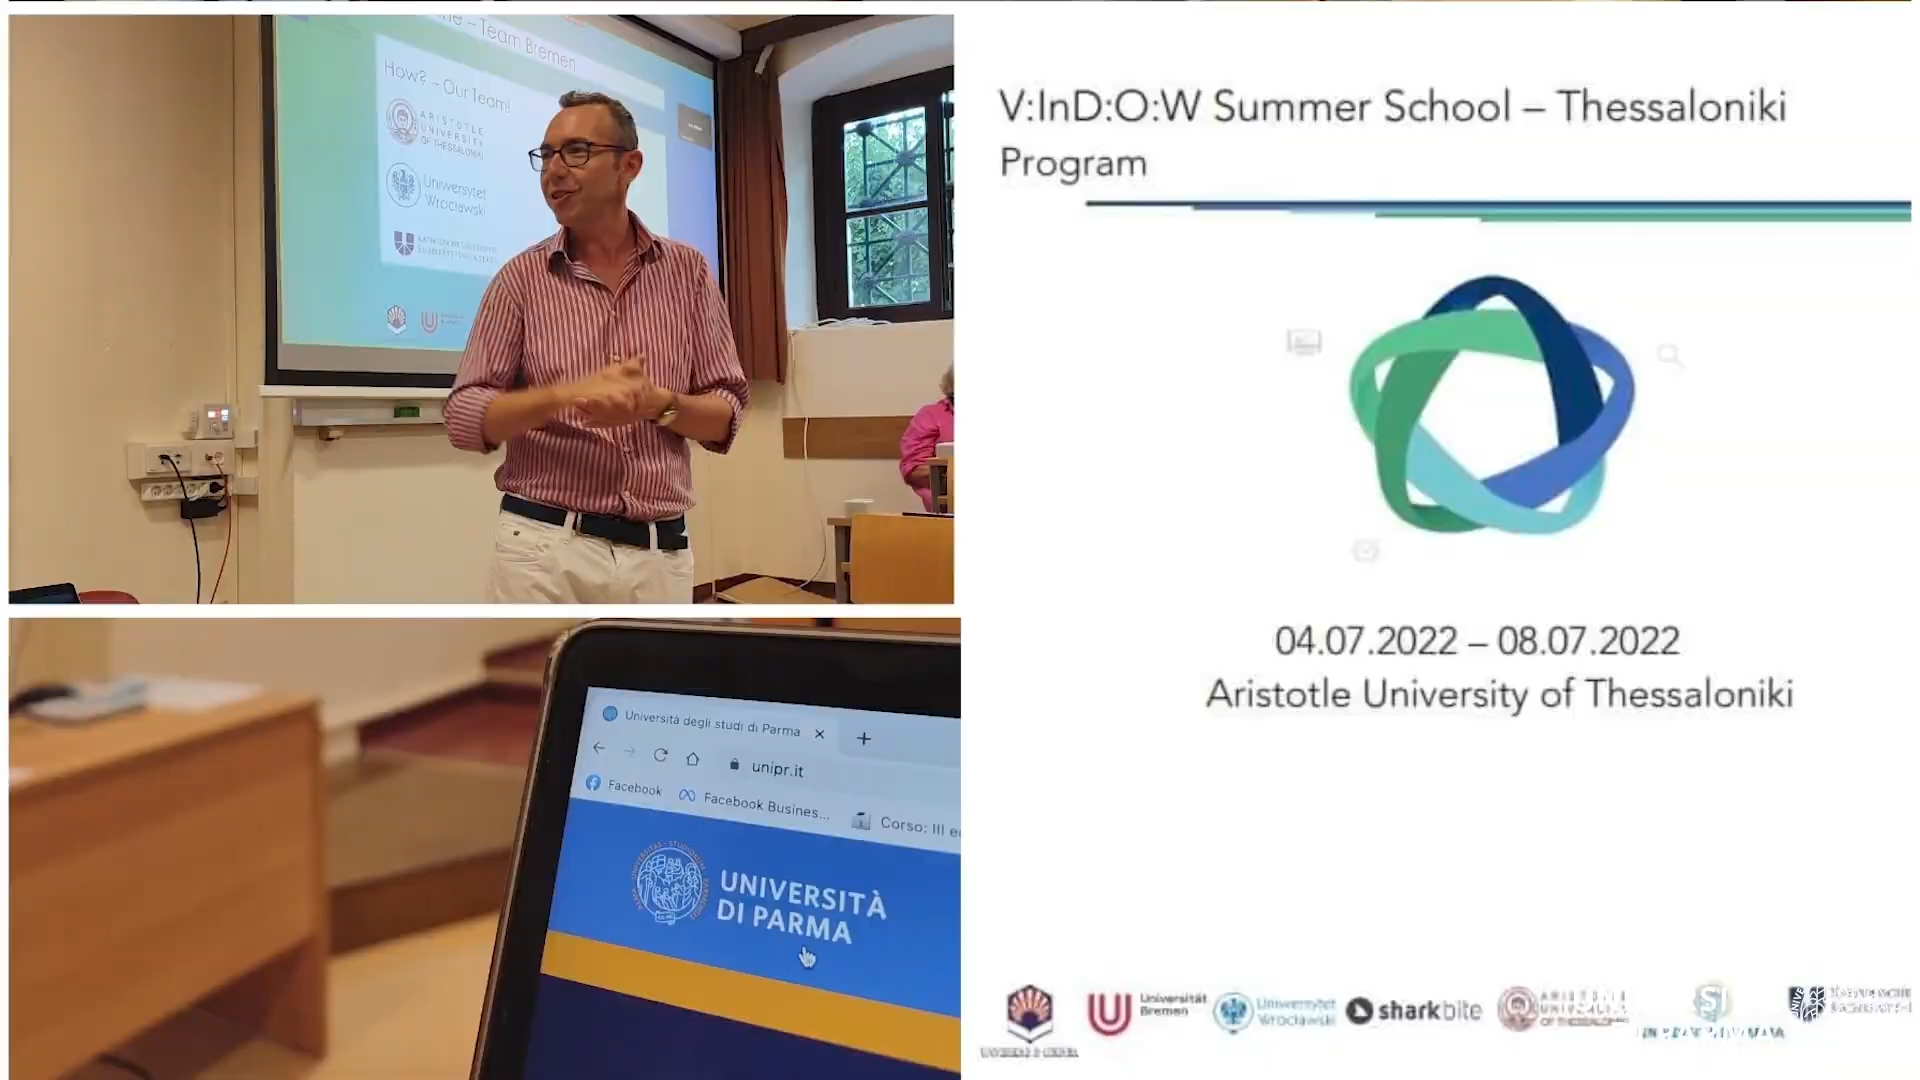 – Team Bremen
How? – Our Team!
ARISTOTLE
UNIVERSITY
OF THESSALONIKI
Uniwersytet
Wrocławski
V:InD:O:W Summer School – Thessaloniki
Program
04.07.2022 – 08.07.2022
Aristotle University of Thessaloniki
Università degli studi di Parma
unipr.it
Facebook
Facebook Busines...
Corso: III
UNIVERSITÀ
DI PARMA
Universität
Bremen
Uniwersytet
Wrocławski
sharkbite